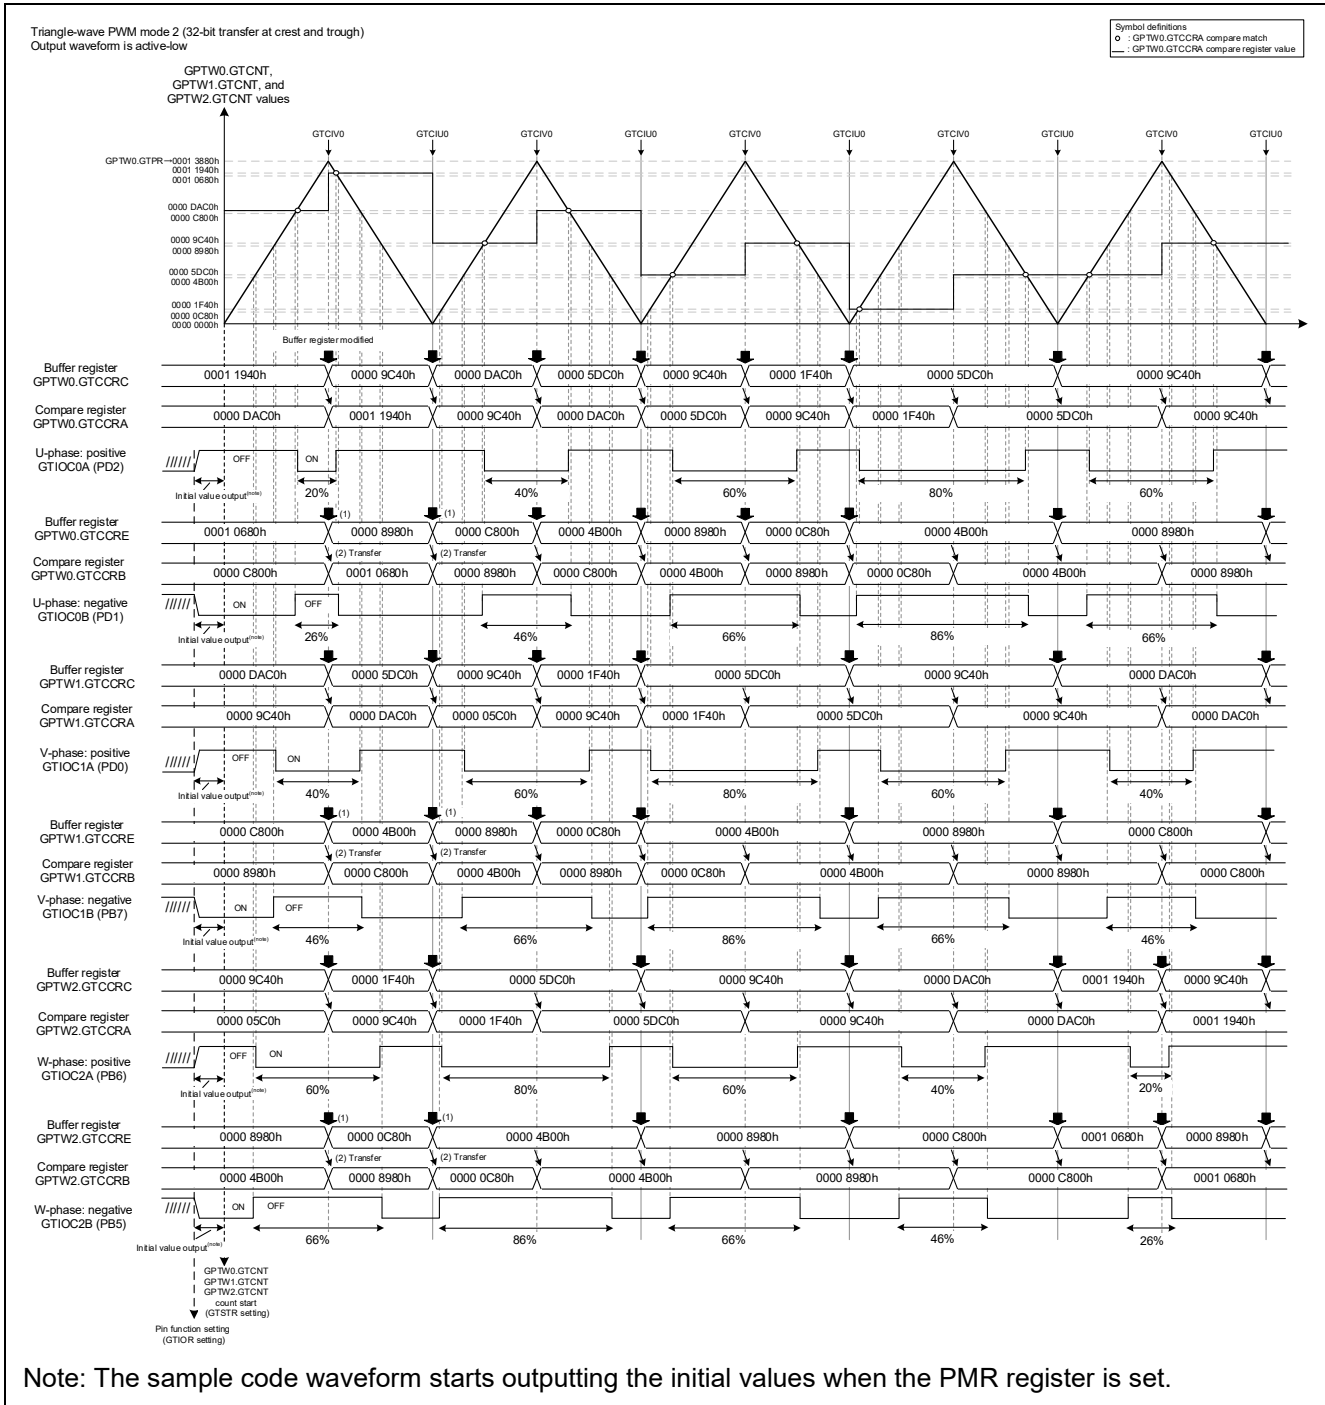 Triangle-wave PWM mode 2 (32-bit transfer at crest and trough)
Output waveform is active-low
Symbol definitions
: GPTW0.GTCCRA compare match
: GPTW0.GTCCRA compare register value
GPTW0.GTCNT,
GPTW1.GTCNT, and
GPTW2.GTCNT values
GTCIV0 GTCIU0 GTCIV0 GTCIU0 GTCIV0 GTCIU0 GTCIV0 GTCIU0 GTCIV0 GTCIU0
GPTW0.GTPR→0001 3880h
0001 1940h
0001 0680h
0000 DAC0h
0000 C800h
0000 9C40h
0000 8980h
0000 5DC0h
0000 4B00h
0000 1F40h
0000 0C80h
0000 0000h
Buffer register modified
Buffer register
GPTW0.GTCCRC
0001 1940h 0000 9C40h 0000 DAC0h 0000 5DC0h 0000 9C40h 0000 1F40h 0000 5DC0h 0000 9C40h
Compare register
GPTW0.GTCCRA
0000 DAC0h 0001 1940h 0000 9C40h 0000 DAC0h 0000 5DC0h 0000 9C40h 0000 1F40h 0000 5DC0h 0000 9C40h
U-phase: positive
GTIOC0A (PD2)
OFF ON
Initial value output(note)
20% 40% 60% 80% 60%
(1) (1)
Buffer register
GPTW0.GTCCRE
0001 0680h 0000 8980h 0000 C800h 0000 4B00h 0000 8980h 0000 0C80h 0000 4B00h 0000 8980h
(2) Transfer (2) Transfer
Compare register
GPTW0.GTCCRB
0000 C800h 0001 0680h 0000 8980h 0000 C800h 0000 4B00h 0000 8980h 0000 0C80h 0000 4B00h 0000 8980h
U-phase: negative
GTIOC0B (PD1)
ON OFF
Initial value output(note)
26% 46% 66% 86% 66%
Buffer register
GPTW1.GTCCRC
0000 DAC0h 0000 5DC0h 0000 9C40h 0000 1F40h 0000 5DC0h 0000 9C40h 0000 DAC0h
Compare register
GPTW1.GTCCRA
0000 9C40h 0000 DAC0h 0000 05C0h 0000 9C40h 0000 1F40h 0000 5DC0h 0000 9C40h 0000 DAC0h
V-phase: positive
GTIOC1A (PD0)
OFF ON
Initial value output(note)
40% 60% 80% 60% 40%
(1) (1)
Buffer register
GPTW1.GTCCRE
0000 C800h 0000 4B00h 0000 8980h 0000 0C80h 0000 4B00h 0000 8980h 0000 C800h
(2) Transfer (2) Transfer
Compare register
GPTW1.GTCCRB
0000 8980h 0000 C800h 0000 4B00h 0000 8980h 0000 0C80h 0000 4B00h 0000 8980h 0000 C800h
V-phase: negative
GTIOC1B (PB7)
ON OFF
Initial value output(note)
46% 66% 86% 66% 46%
Buffer register
GPTW2.GTCCRC
0000 9C40h 0000 1F40h 0000 5DC0h 0000 9C40h 0000 DAC0h 0001 1940h 0000 9C40h
Compare register
GPTW2.GTCCRA
0000 05C0h 0000 9C40h 0000 1F40h 0000 5DC0h 0000 9C40h 0000 DAC0h 0001 1940h
W-phase: positive
GTIOC2A (PB6)
OFF ON
Initial value output(note)
60% 80% 60% 40% 20%
(1) (1)
Buffer register
GPTW2.GTCCRE
0000 8980h 0000 0C80h 0000 4B00h 0000 8980h 0000 C800h 0001 0680h 0000 8980h
(2) Transfer (2) Transfer
Compare register
GPTW2.GTCCRB
0000 4B00h 0000 8980h 0000 0C80h 0000 4B00h 0000 8980h 0000 C800h 0001 0680h
W-phase: negative
GTIOC2B (PB5)
ON OFF
Initial value output(note)
66% 86% 66% 46% 26%
GPTW0.GTCNT
GPTW1.GTCNT
GPTW2.GTCNT
count start
(GTSTR setting)
Pin function setting
(GTIOR setting)
Note: The sample code waveform starts outputting the initial values when the PMR register is set.